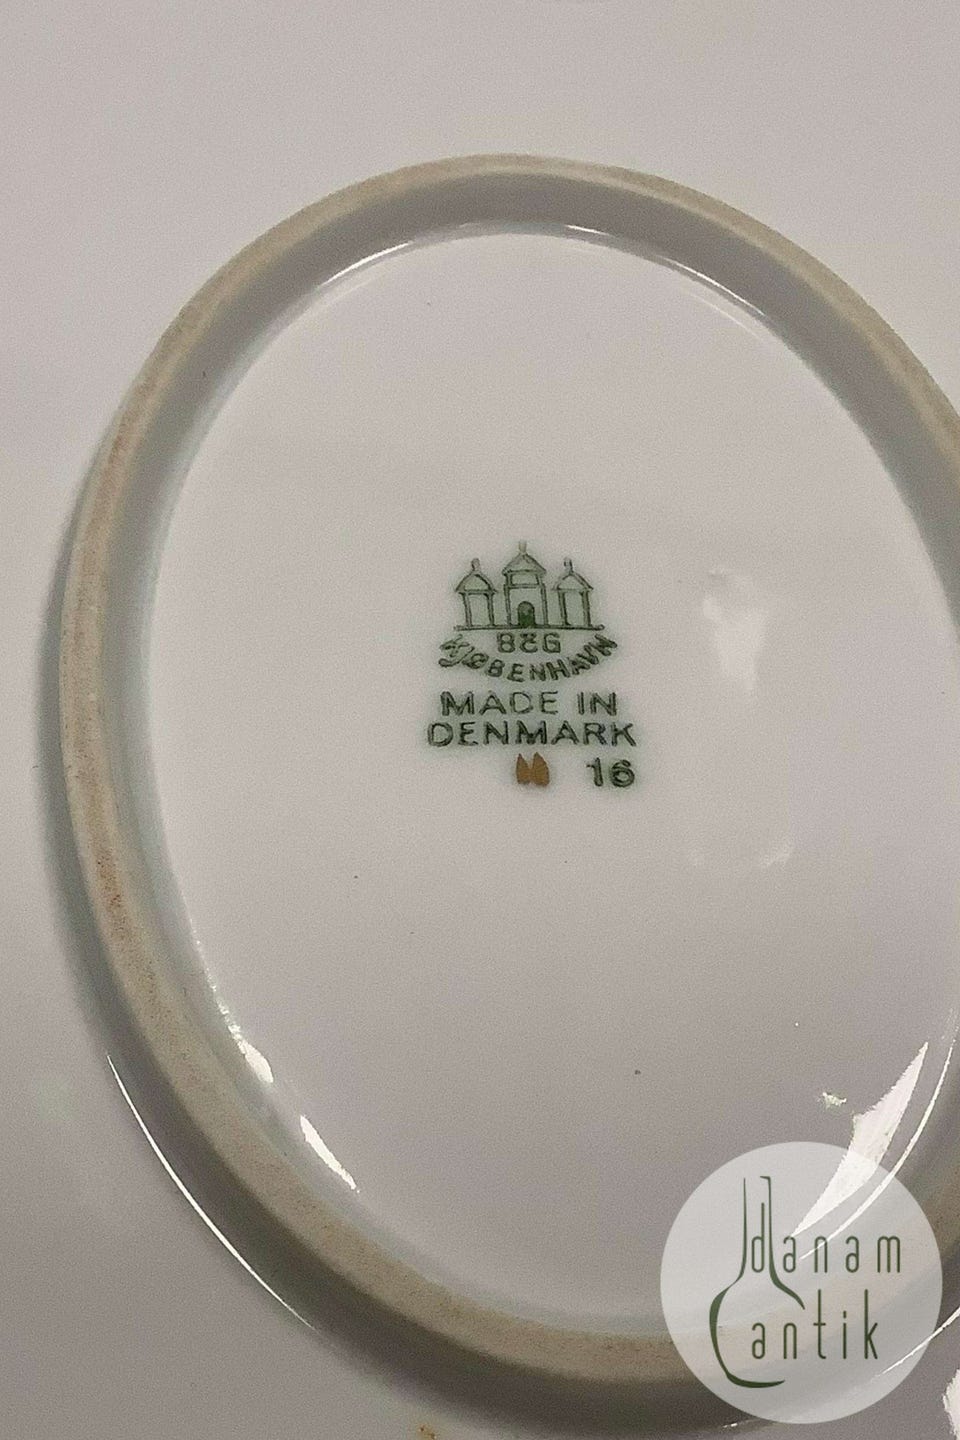 B&G
KJØBENHAVN
MADE IN
DENMARK
16
danam
antik